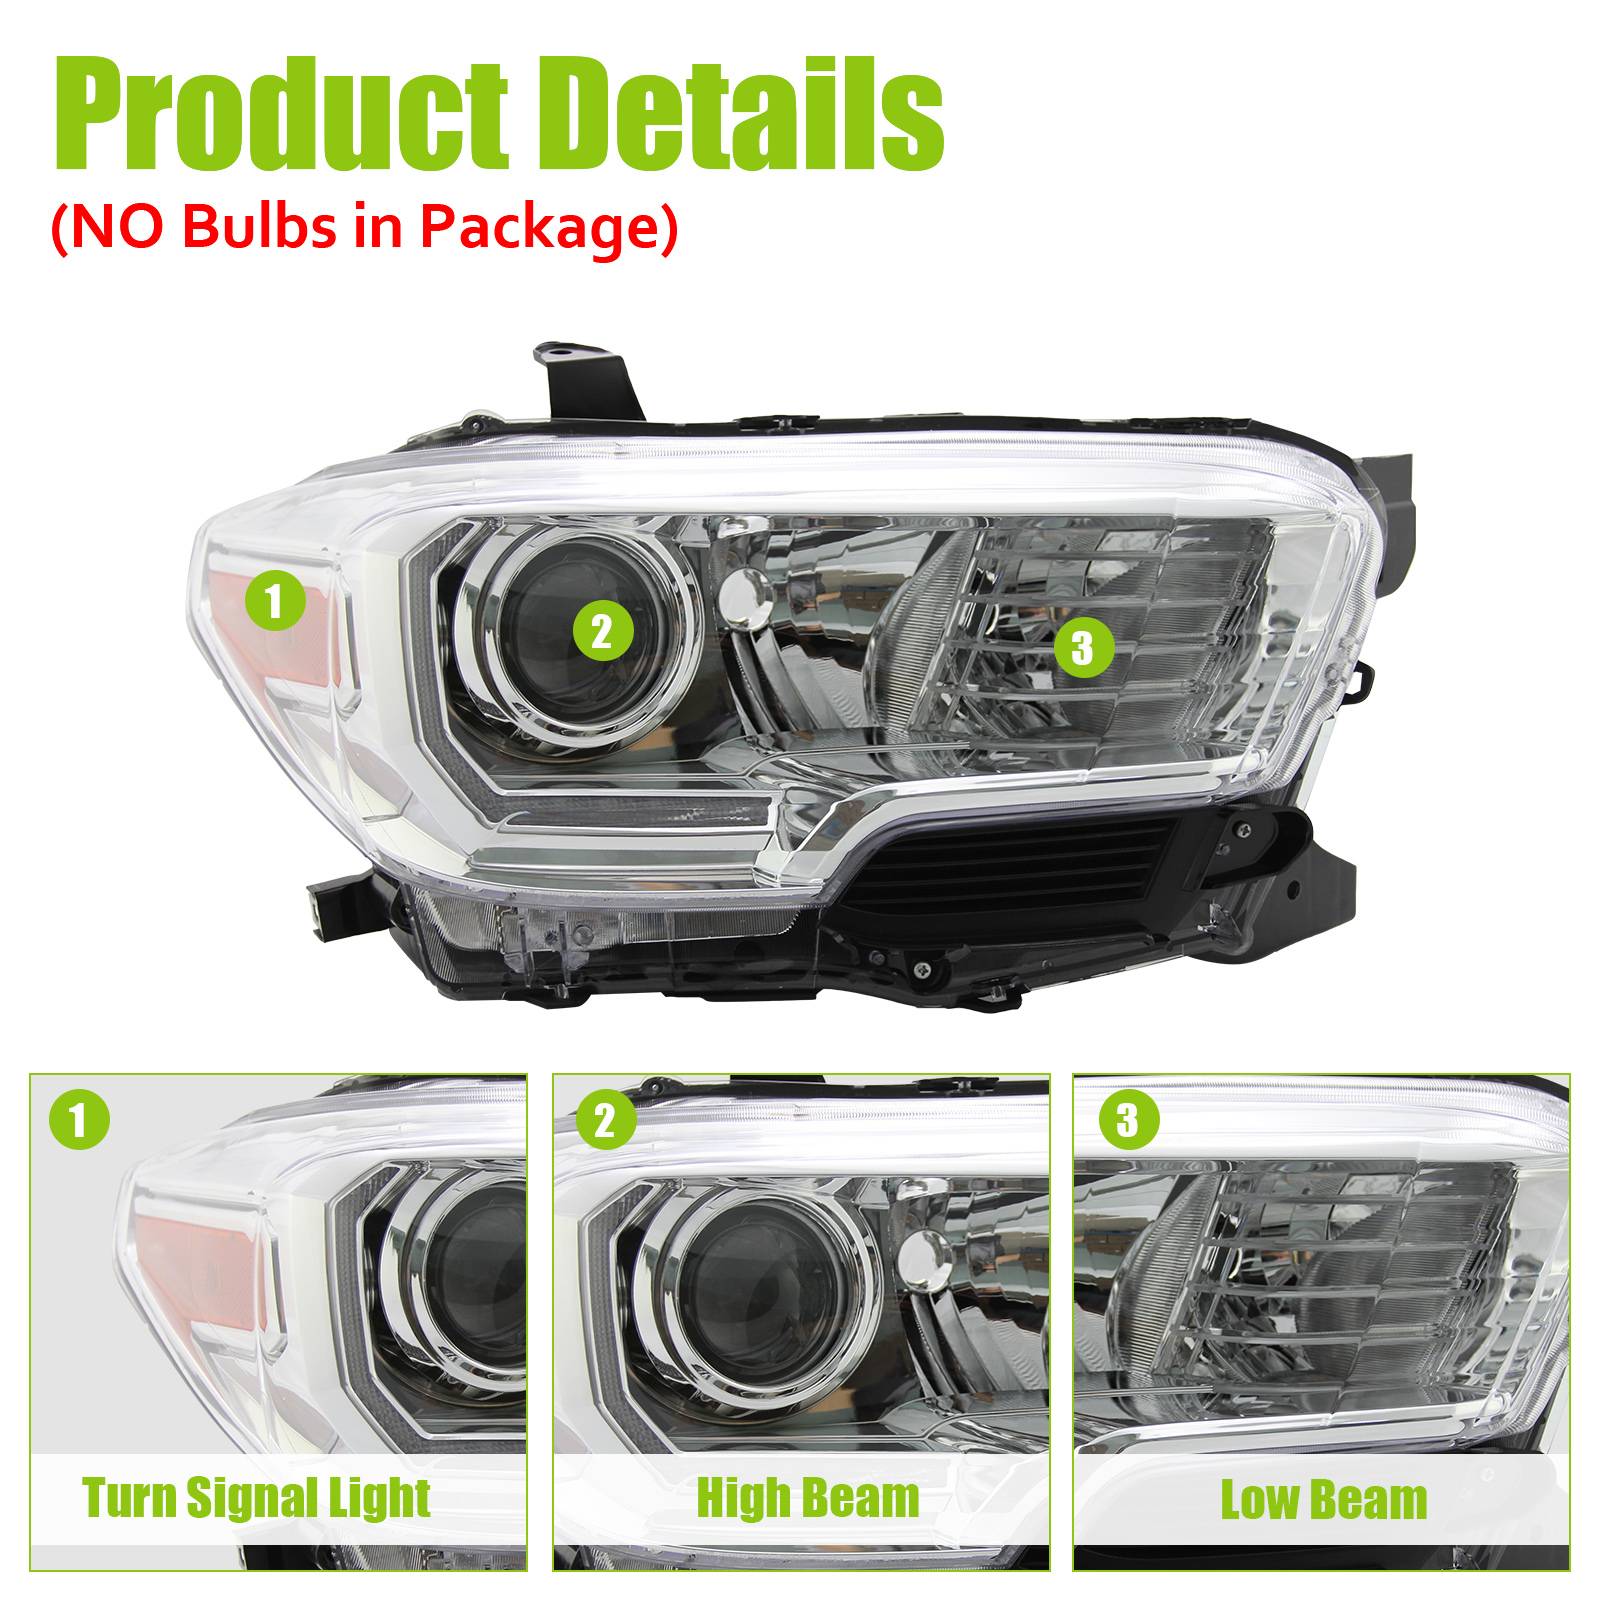 Product Details
(NO Bulbs in Package)
1
2
3
1
2
3
Turn Signal Light
High Beam
Low Beam